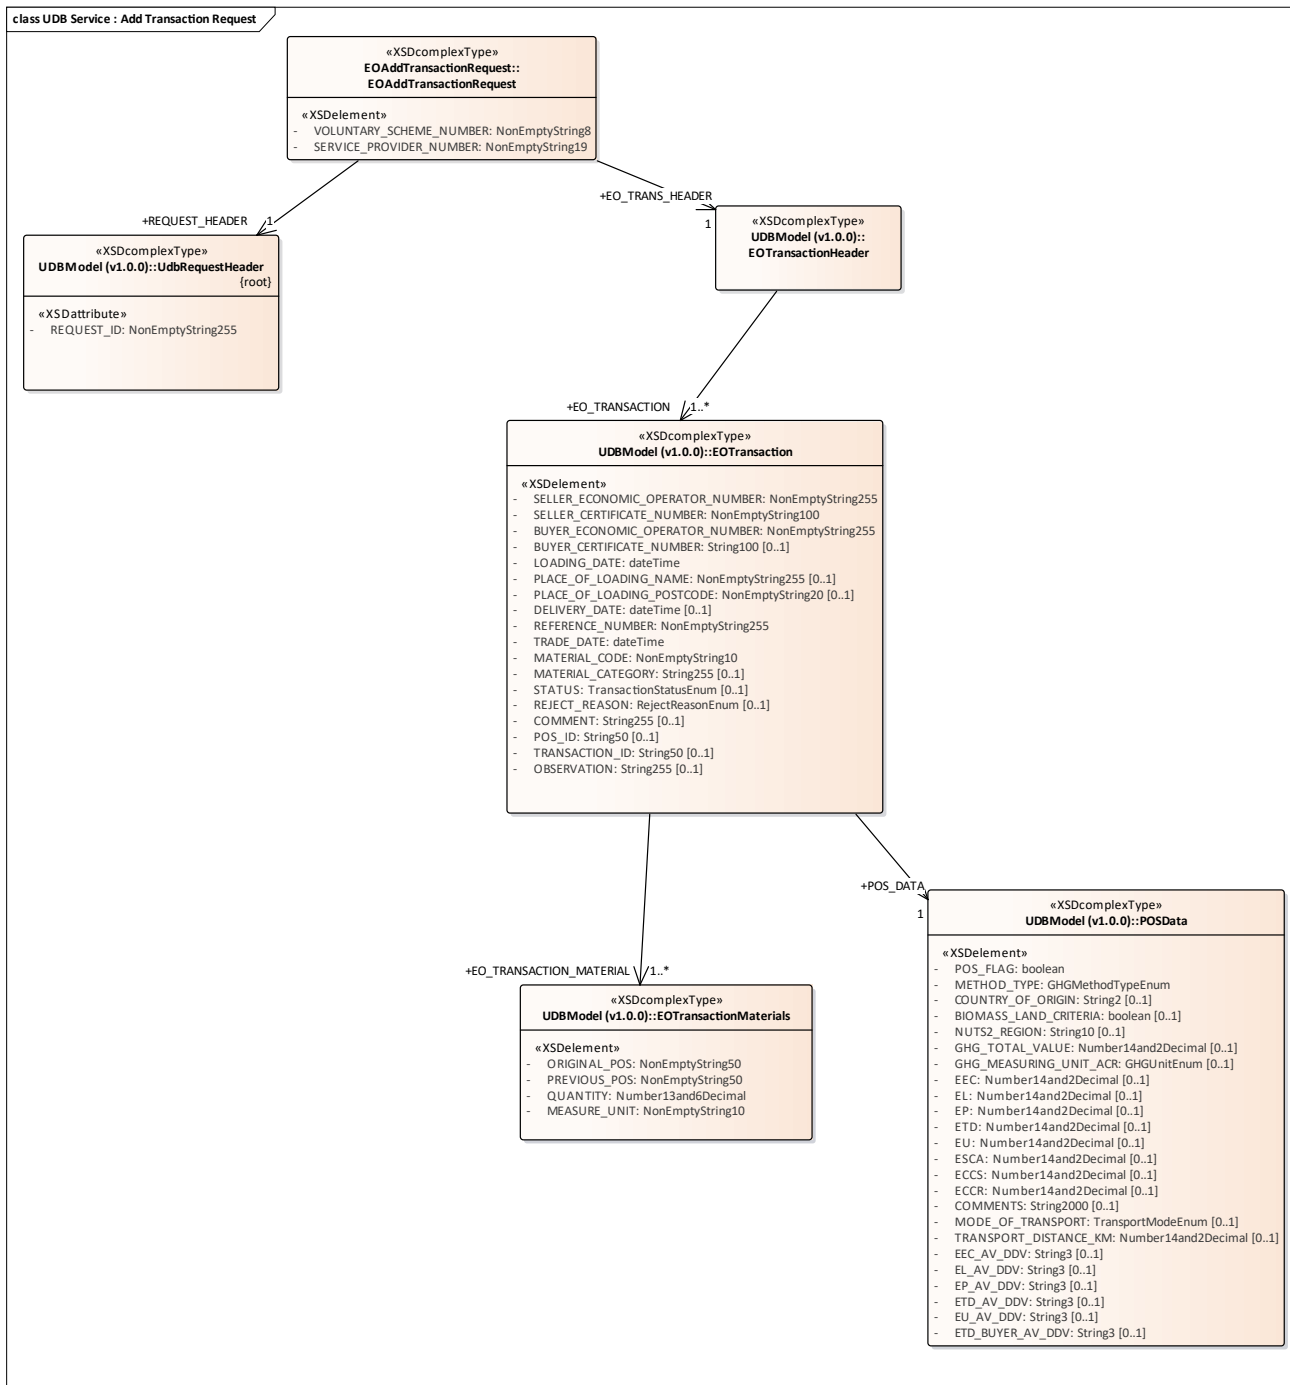 class UDB Service : Add Transaction Request
«XSDcomplexType»
EOAddTransactionRequest::
EOAddTransactionRequest
«XSDelement»
- VOLUNTARY_SCHEME_NUMBER: NonEmptyString8
- SERVICE_PROVIDER_NUMBER: NonEmptyString19
+REQUEST_HEADER 1
+EO_TRANS_HEADER
1
«XSDcomplexType»
UDBModel (v1.0.0)::UdbRequestHeader
{root}
«XSDattribute»
- REQUEST_ID: NonEmptyString255
«XSDcomplexType»
UDBModel (v1.0.0)::
EOTransactionHeader
+EO_TRANSACTION 1..*
«XSDcomplexType»
UDBModel (v1.0.0)::EOTransaction
«XSDelement»
- SELLER_ECONOMIC_OPERATOR_NUMBER: NonEmptyString255
- SELLER_CERTIFICATE_NUMBER: NonEmptyString100
- BUYER_ECONOMIC_OPERATOR_NUMBER: NonEmptyString255
- BUYER_CERTIFICATE_NUMBER: String100 [0..1]
- LOADING_DATE: dateTime
- PLACE_OF_LOADING_NAME: NonEmptyString255 [0..1]
- PLACE_OF_LOADING_POSTCODE: NonEmptyString20 [0..1]
- DELIVERY_DATE: dateTime [0..1]
- REFERENCE_NUMBER: NonEmptyString255
- TRADE_DATE: dateTime
- MATERIAL_CODE: NonEmptyString10
- MATERIAL_CATEGORY: String255 [0..1]
- STATUS: TransactionStatusEnum [0..1]
- REJECT_REASON: RejectReasonEnum [0..1]
- COMMENT: String255 [0..1]
- POS_ID: String50 [0..1]
- TRANSACTION_ID: String50 [0..1]
- OBSERVATION: String255 [0..1]
+EO_TRANSACTION_MATERIAL 1..*
«XSDcomplexType»
UDBModel (v1.0.0)::EOTransactionMaterials
«XSDelement»
- ORIGINAL_POS: NonEmptyString50
- PREVIOUS_POS: NonEmptyString50
- QUANTITY: Number13and6Decimal
- MEASURE_UNIT: NonEmptyString10
+POS_DATA
1
«XSDcomplexType»
UDBModel (v1.0.0)::POSData
«XSDelement»
- POS_FLAG: boolean
- METHOD_TYPE: GHGMethodTypeEnum
- COUNTRY_OF_ORIGIN: String2 [0..1]
- BIOMASS_LAND_CRITERIA: boolean [0..1]
- NUTS2_REGION: String10 [0..1]
- GHG_TOTAL_VALUE: Number14and2Decimal [0..1]
- GHG_MEASURING_UNIT_ACR: GHGUnitEnum [0..1]
- EEC: Number14and2Decimal [0..1]
- EL: Number14and2Decimal [0..1]
- EP: Number14and2Decimal [0..1]
- ETD: Number14and2Decimal [0..1]
- EU: Number14and2Decimal [0..1]
- ESCA: Number14and2Decimal [0..1]
- ECCS: Number14and2Decimal [0..1]
- ECCR: Number14and2Decimal [0..1]
- COMMENTS: String2000 [0..1]
- MODE_OF_TRANSPORT: TransportModeEnum [0..1]
- TRANSPORT_DISTANCE_KM: Number14and2Decimal [0..1]
- EEC_AV_DDV: String3 [0..1]
- EL_AV_DDV: String3 [0..1]
- EP_AV_DDV: String3 [0..1]
- ETD_AV_DDV: String3 [0..1]
- EU_AV_DDV: String3 [0..1]
- ETD_BUYER_AV_DDV: String3 [0..1]